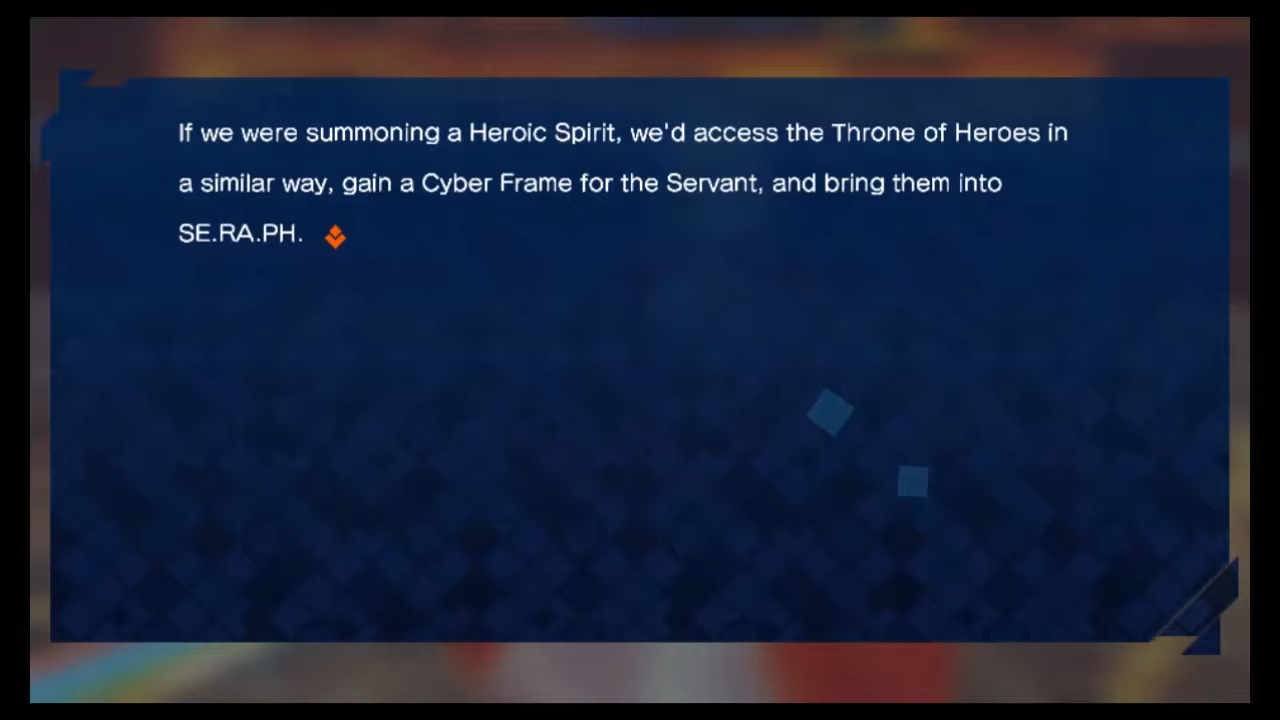 If we were summoning a Heroic Spirit, we'd access the Throne of Heroes in
a similar way, gain a Cyber Frame for the Servant, and bring them into
SE.RA.PH.